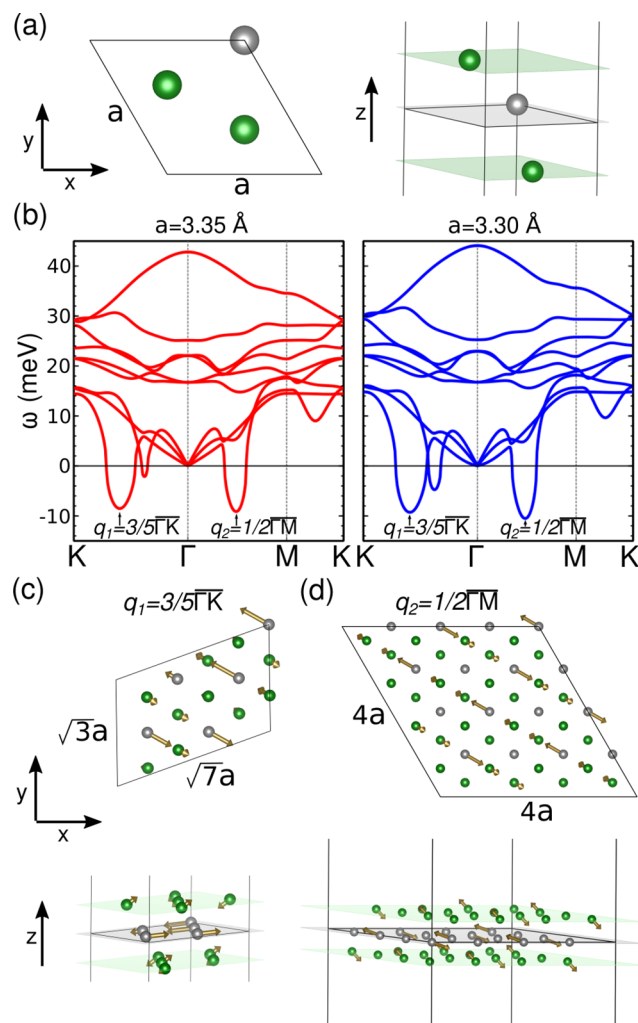 (a)
y
x
a
a
z
(b)
a=3.35 Å
a=3.30 Å
ω (meV)
40
30
20
10
0
-10
q₁=3/5ΓK
q₂=1/2ΓM
q₁=3/5ΓK
q₂=1/2ΓM
K Γ M K
K Γ M K
(c)
q₁=3/5ΓK
(d)
q₂=1/2ΓM
√3a
√7a
4a
4a
y
x
z